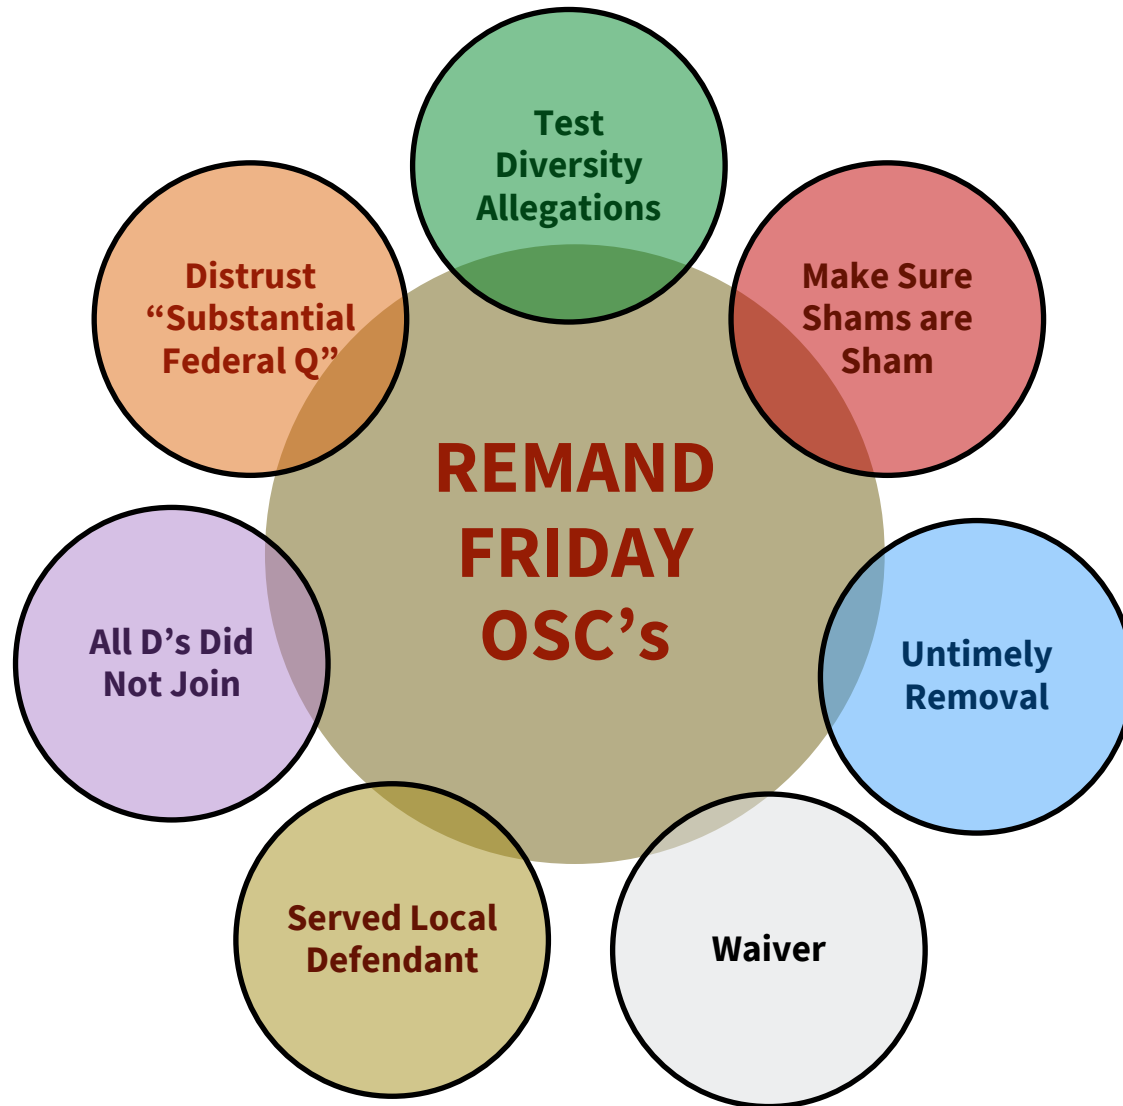 Test
Diversity
Allegations
Make Sure
Shams are
Sham
Distrust
“Substantial
Federal Q”
REMAND
FRIDAY
OSC’s
All D’s Did
Not Join
Untimely
Removal
Served Local
Defendant
Waiver